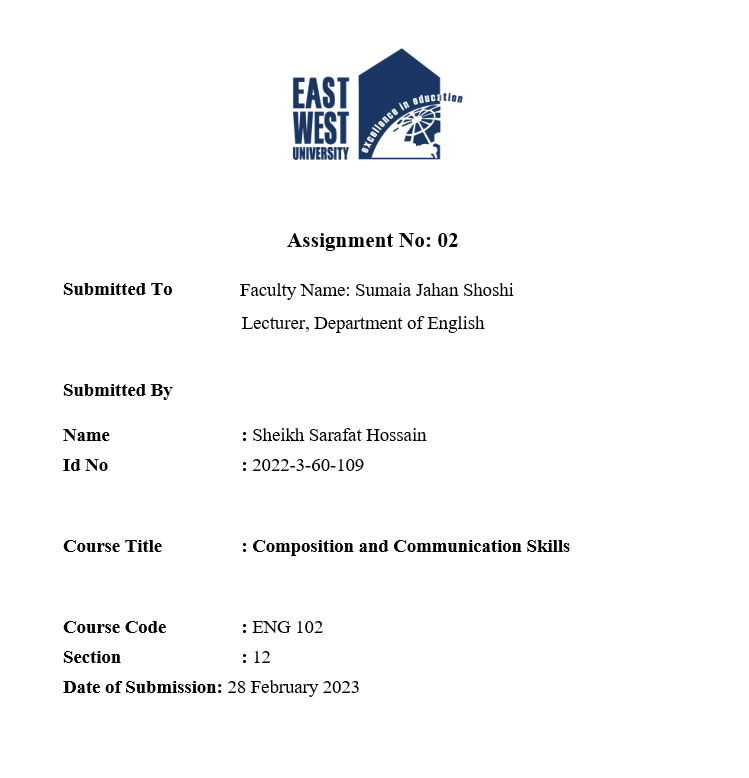 EAST
WEST
UNIVERSITY
excellence in education
Assignment No: 02
Submitted To Faculty Name: Sumaia Jahan Shoshi
Lecturer, Department of English
Submitted By
Name : Sheikh Sarafat Hossain
Id No : 2022-3-60-109
Course Title : Composition and Communication Skills
Course Code : ENG 102
Section : 12
Date of Submission: 28 February 2023